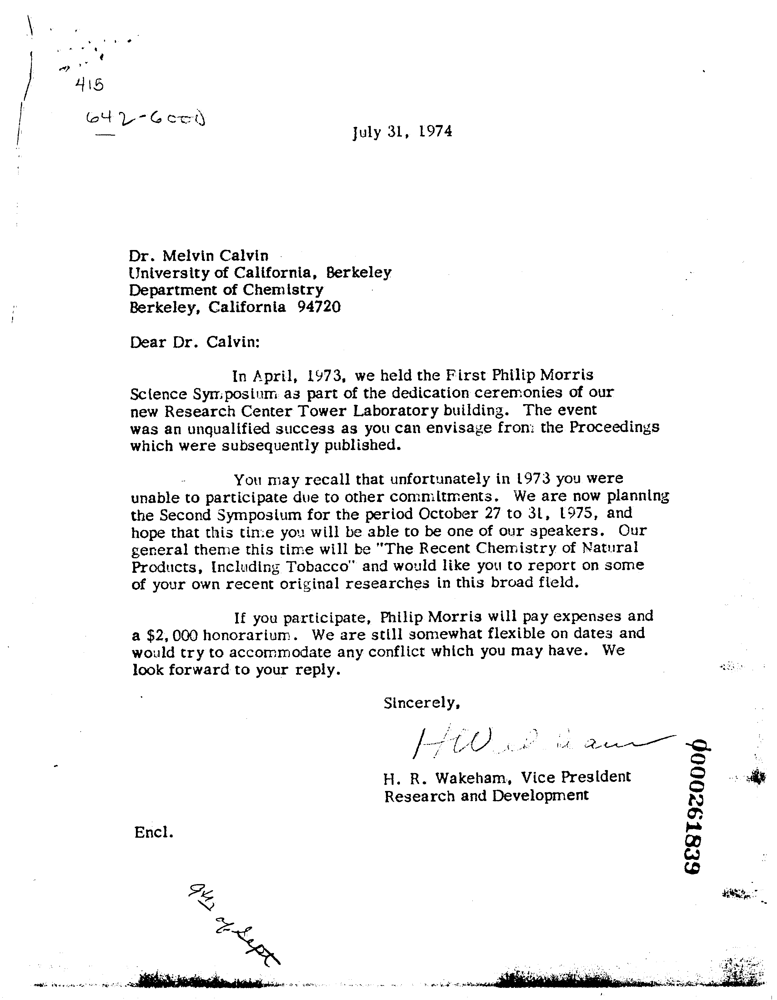 415
642-6000
July 31, 1974
Dr. Melvin Calvin
University of California, Berkeley
Department of Chemistry
Berkeley, California 94720
Dear Dr. Calvin:
In April, 1973, we held the First Philip Morris
Science Symposium as part of the dedication ceremonies of our
new Research Center Tower Laboratory building. The event
was an unqualified success as you can envisage from the Proceedings
which were subsequently published.
You may recall that unfortunately in 1973 you were
unable to participate due to other commitments. We are now planning
the Second Symposium for the period October 27 to 31, 1975, and
hope that this time you will be able to be one of our speakers. Our
general theme this time will be "The Recent Chemistry of Natural
Products, Including Tobacco" and would like you to report on some
of your own recent original researches in this broad field.
If you participate, Philip Morris will pay expenses and
a $2,000 honorarium. We are still somewhat flexible on dates and
would try to accommodate any conflict which you may have. We
look forward to your reply.
Sincerely,
HWakeham
H. R. Wakeham, Vice President
Research and Development
Encl.
of Sept